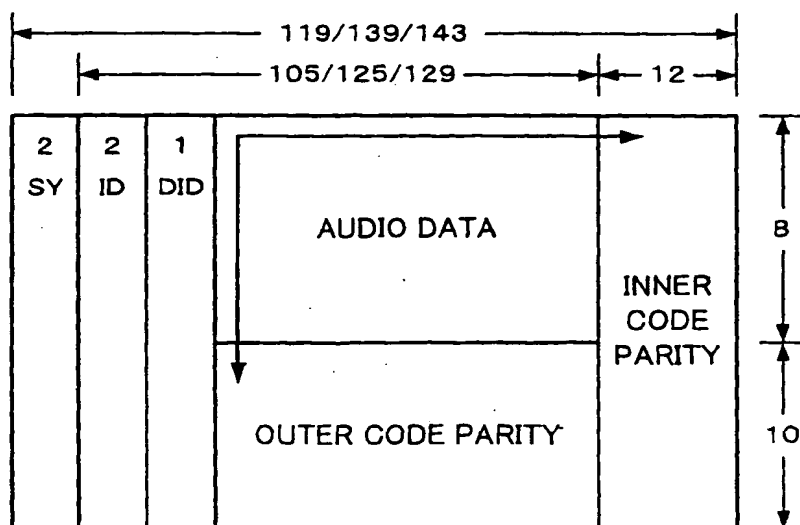 119/139/143
105/125/129
12
2
SY
2
ID
1
DID
AUDIO DATA
8
INNER
CODE
PARITY
OUTER CODE PARITY
10